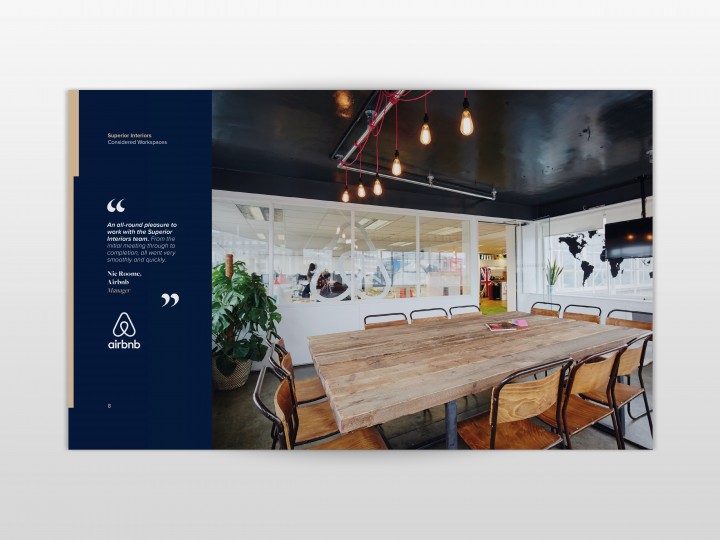 Superior Interiors
Considered Workspaces
“
An all-round pleasure to
work with the Superior
Interiors team. From the
initial meeting through to
completion, all went very
smoothly and quickly.
Nic Roome,
Airbnb
Manager
”
airbnb
8